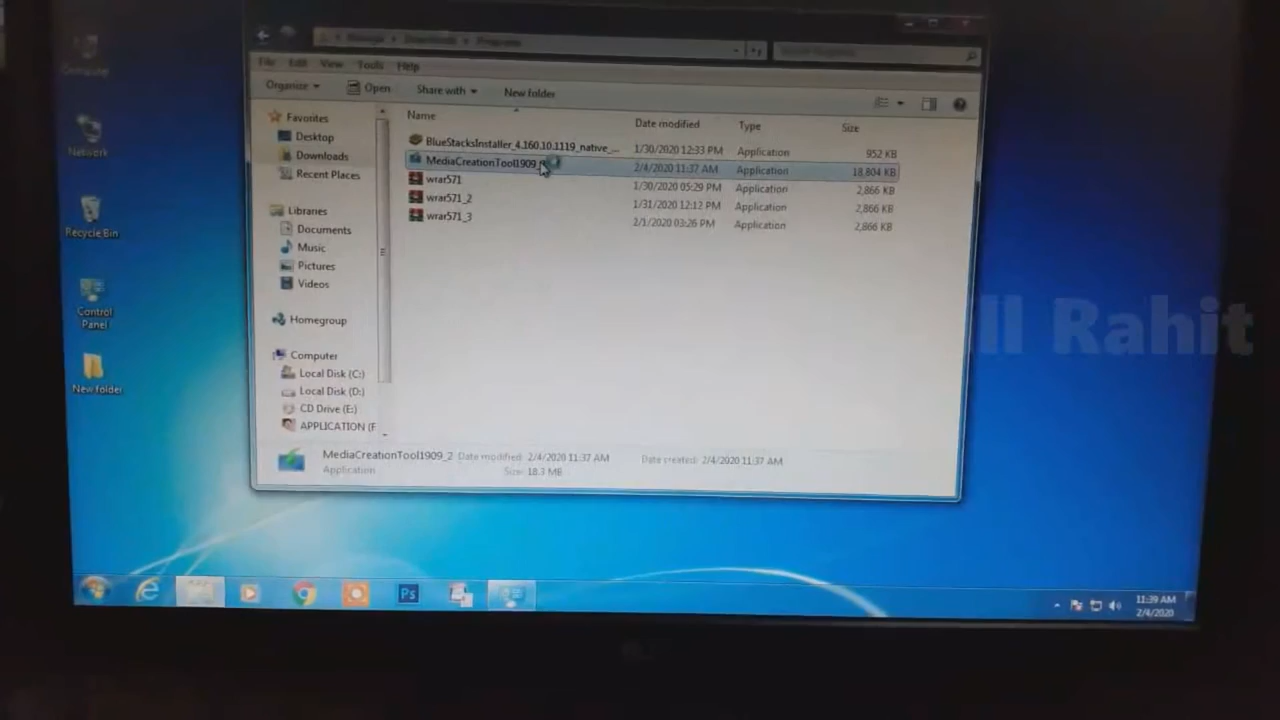 Computer
Downloads
Programs
File Edit View Tools Help
Organize Open Share with New folder
Name Date modified Type Size
Favorites
Desktop
Downloads
Recent Places
Libraries
Documents
Music
Pictures
Videos
Homegroup
Computer
Local Disk (C:)
Local Disk (D:)
CD Drive (E:)
APPLICATION (F
BlueStacksInstaller_4.160.10.1119_native_... 1/30/2020 12:33 PM Application 952 KB
MediaCreationTool1909_ 2/4/2020 11:37 AM Application 18,804 KB
wrar571 1/30/2020 05:29 PM Application 2,866 KB
wrar571_2 1/31/2020 12:12 PM Application 2,866 KB
wrar571_3 2/1/2020 03:26 PM Application 2,866 KB
MediaCreationTool1909_2 Date modified: 2/4/2020 11:37 AM Date created: 2/4/2020 11:37 AM
Application Size: 18.3 MB
Network
Recycle Bin
Control
Panel
New folder
ll Rahit
Ps
11:39 AM
2/4/2020